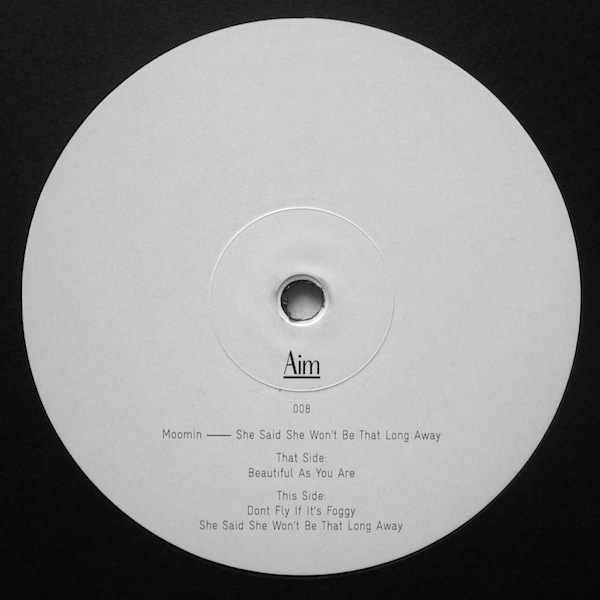 Aim
008
Moomin —— She Said She Won't Be That Long Away
That Side:
Beautiful As You Are
This Side:
Dont Fly If It's Foggy
She Said She Won't Be That Long Away